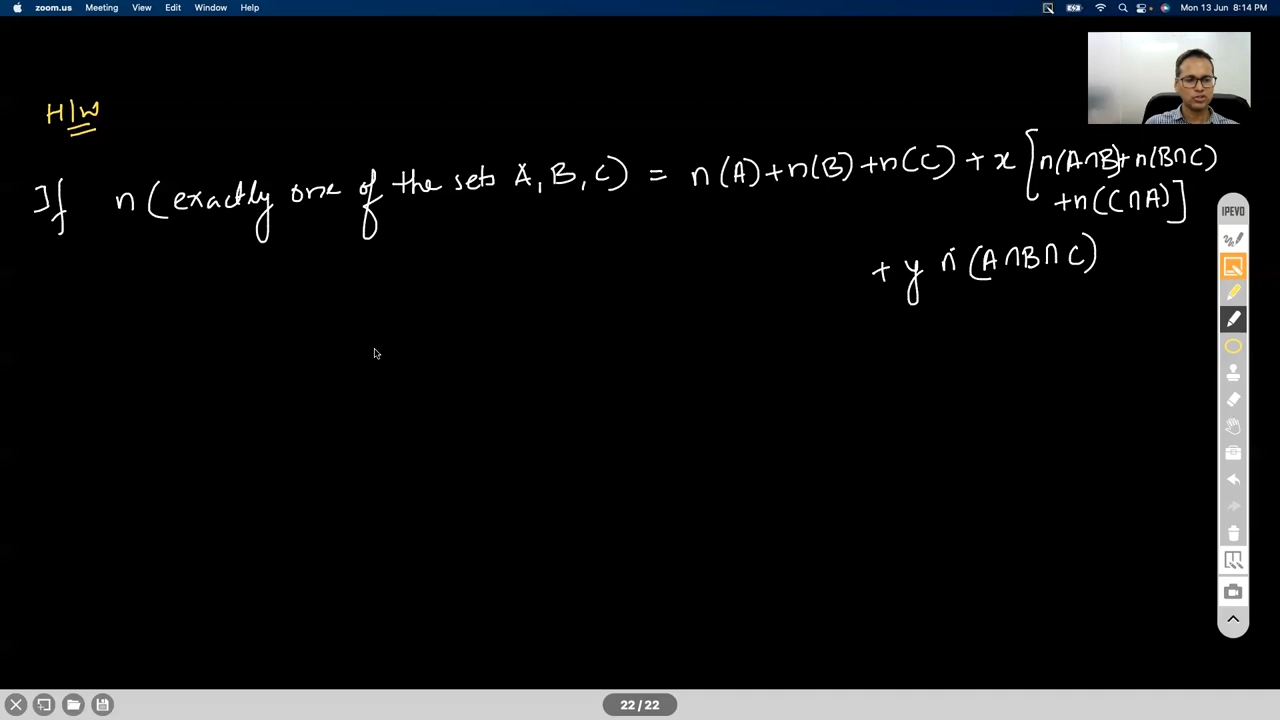 zoom.us Meeting View Edit Window Help Mon 13 Jun 8:14 PM
H/W
If n(exactly one of the sets A, B, C) = n(A)+n(B)+n(C) + x [n(A∩B)+n(B∩C)
+n(C∩A)]
+ y n(A∩B∩C)
IPEVO
22 / 22